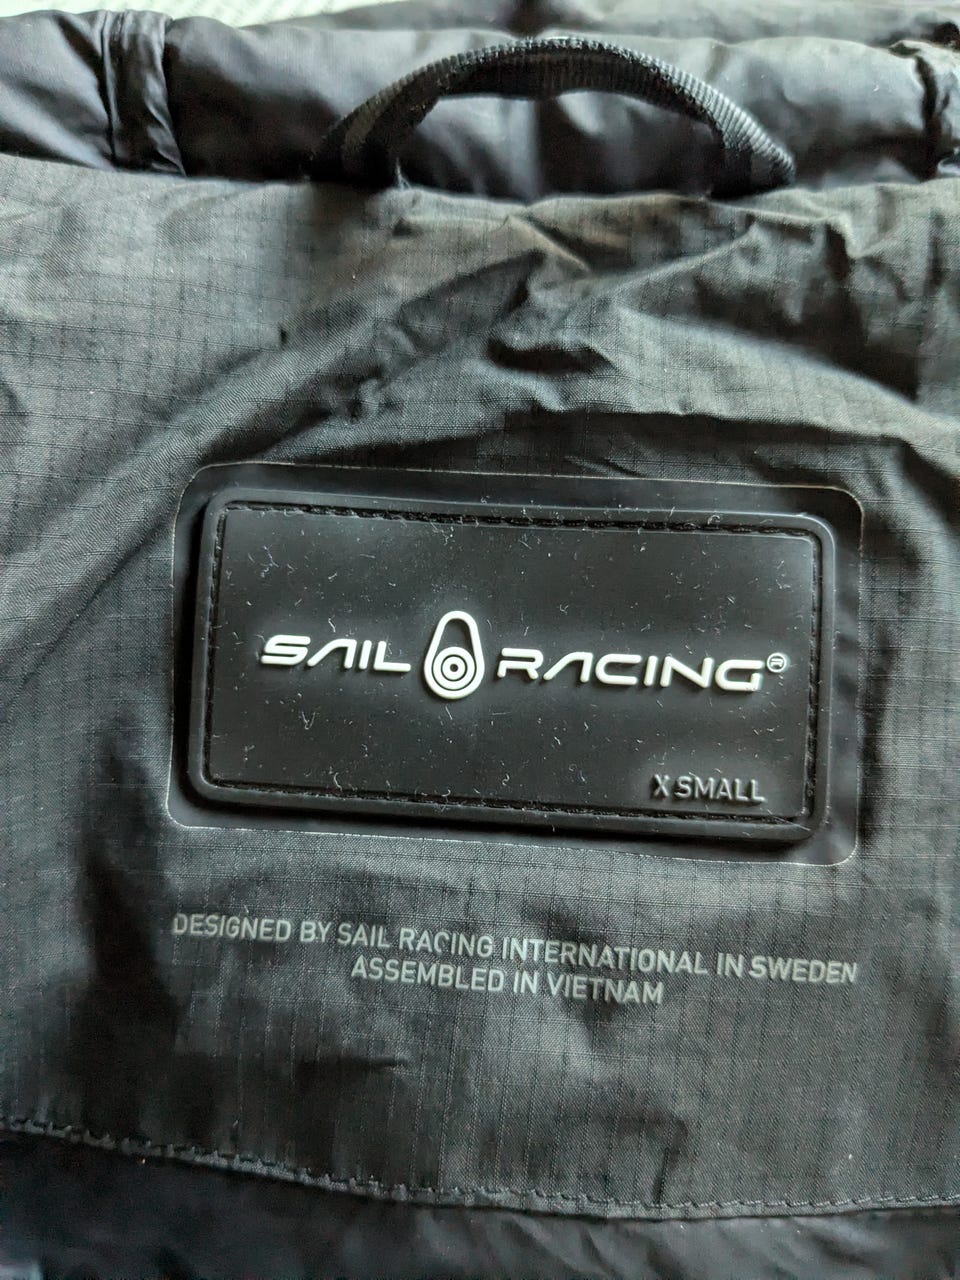 SAIL RACING®
X SMALL
DESIGNED BY SAIL RACING INTERNATIONAL IN SWEDEN
ASSEMBLED IN VIETNAM